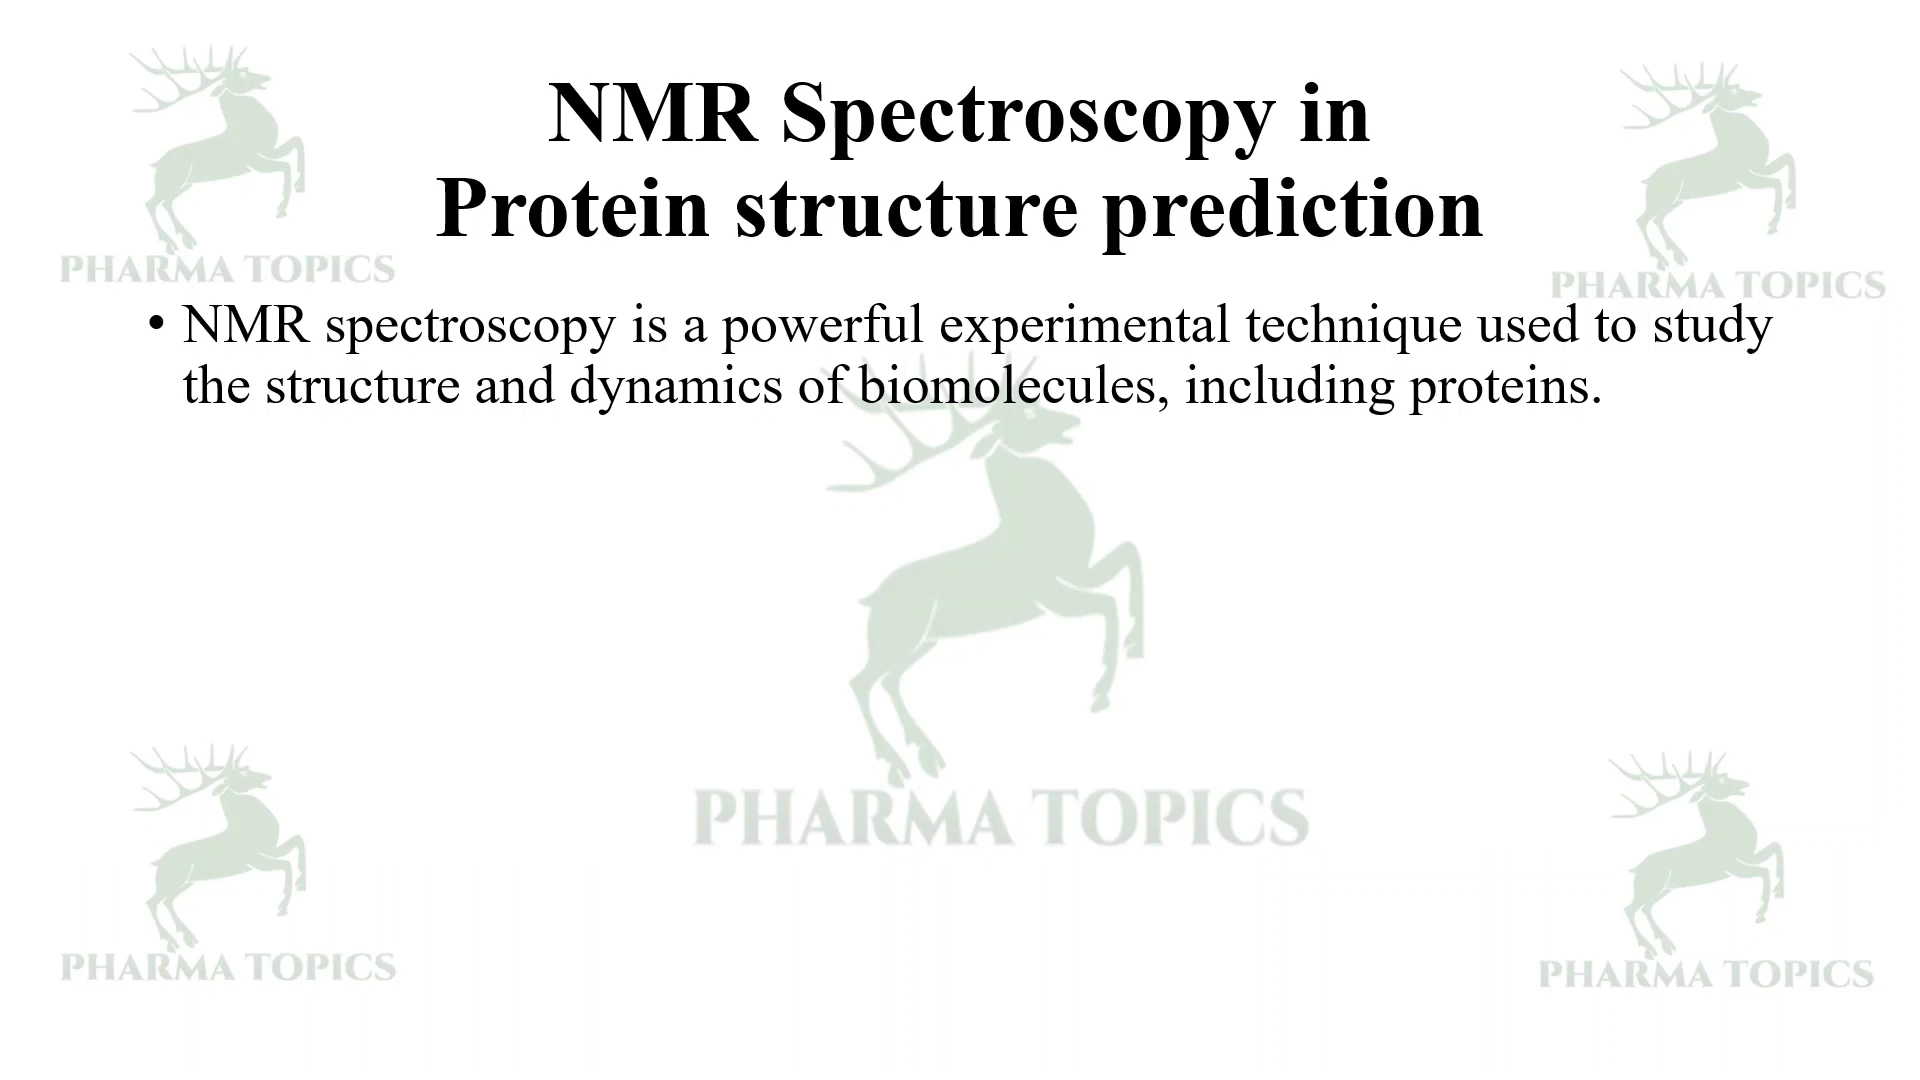 NMR Spectroscopy in
Protein structure prediction
PHARMA TOPICS
PHARMA TOPICS
• NMR spectroscopy is a powerful experimental technique used to study
the structure and dynamics of biomolecules, including proteins.
PHARMA TOPICS
PHARMA TOPICS
PHARMA TOPICS